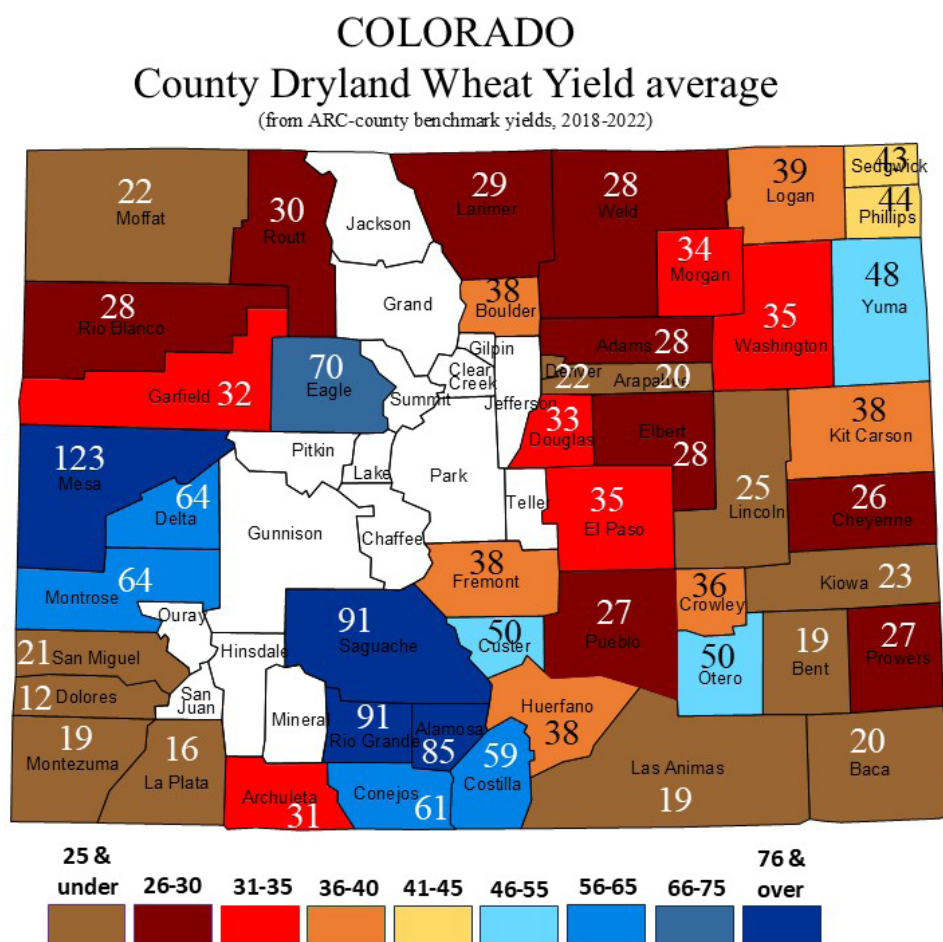 COLORADO
County Dryland Wheat Yield average
(from ARC-county benchmark yields, 2018-2022)
22
Moffat
30
Routt
Jackson
29
Larimer
28
Weld
39
Logan
43
Sedgwick
44
Phillips
34
Morgan
28
Rio Blanco
Grand
38
Boulder
35
Washington
48
Yuma
Garfield 32
70
Eagle
Summit
Gilpin
Clear
Creek
Jefferson
Adams 28
Denver
22
Arapahoe
20
33
Douglas
Elbert
28
38
Kit Carson
123
Mesa
64
Delta
Pitkin
Lake
Park
Teller
35
El Paso
25
Lincoln
26
Cheyenne
Gunnison
Chaffee
64
Montrose
38
Fremont
36
Crowley
Kiowa 23
Ouray
Hinsdale
91
Saguache
50
Custer
27
Pueblo
50
Otero
19
Bent
27
Prowers
21 San Miguel
12 Dolores
San
Juan
Mineral
91
Rio Grande
Alamosa
85
Huerfano
38
19
Montezuma
16
La Plata
Archuleta
31
Conejos
61
59
Costilla
Las Animas
19
20
Baca
25 &
under
26-30
31-35
36-40
41-45
46-55
56-65
66-75
76 &
over